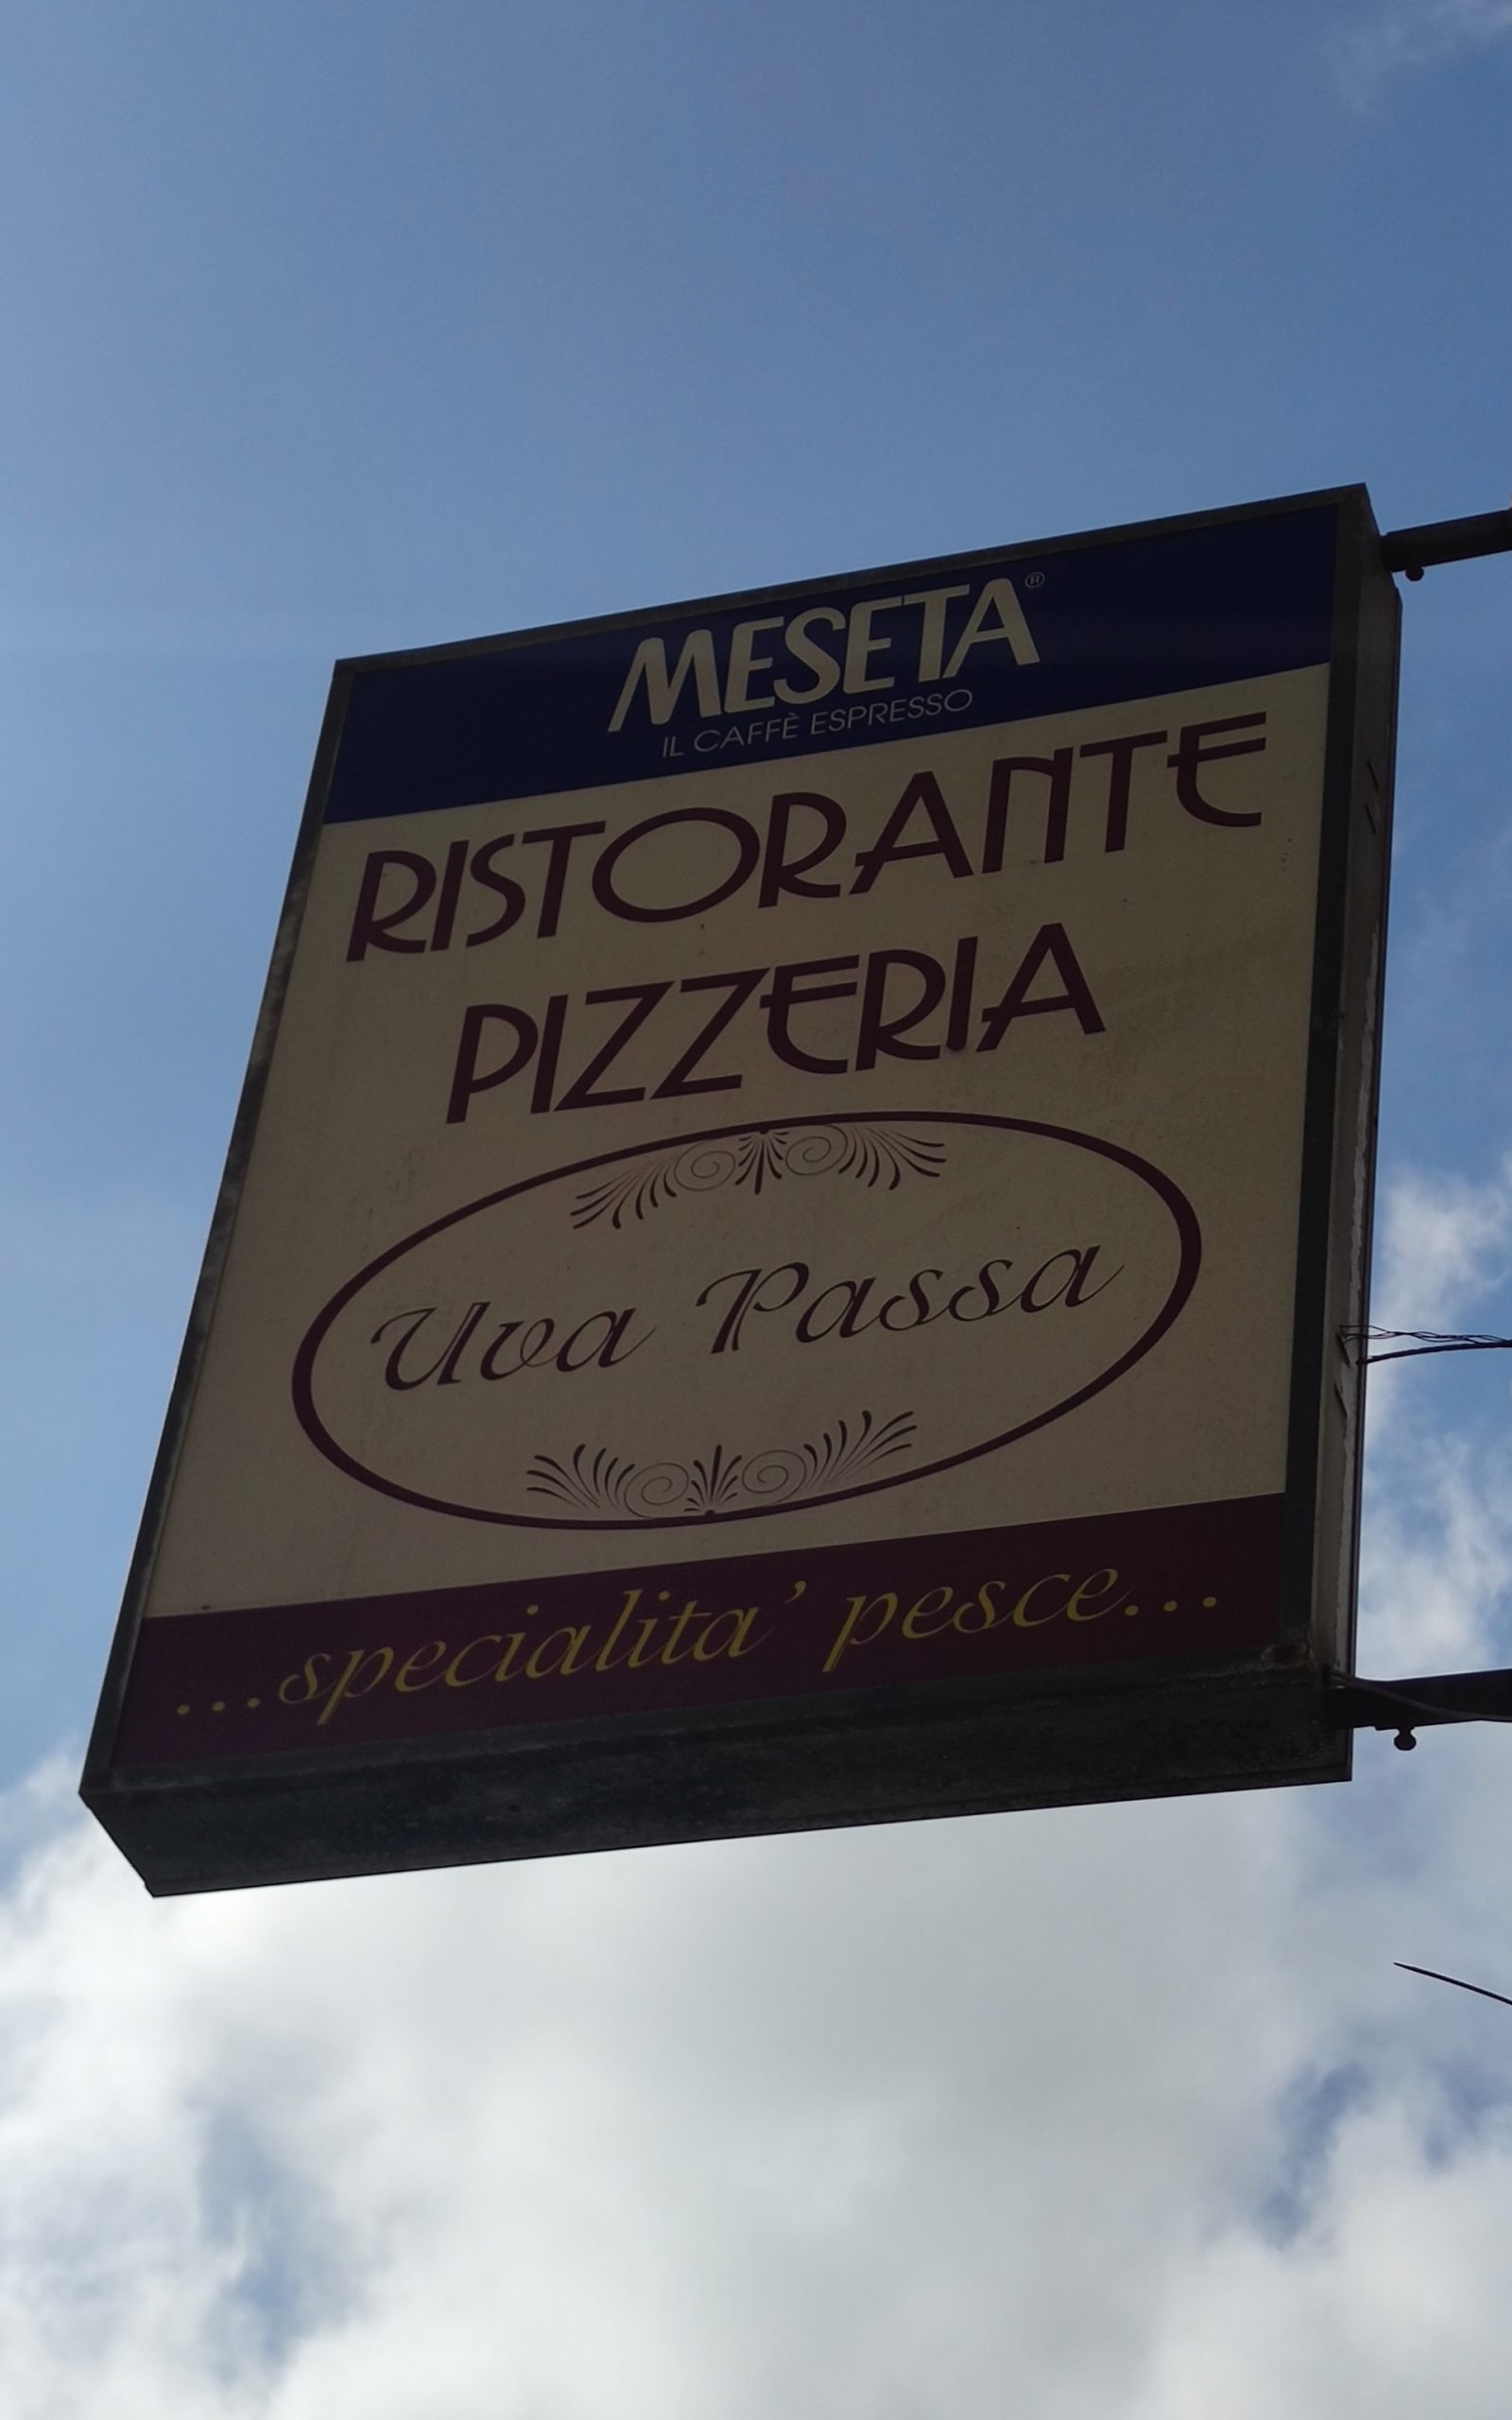 MESETA®
IL CAFFÈ ESPRESSO
RISTORANTE
PIZZERIA
Uva Passa
...specialita' pesce...